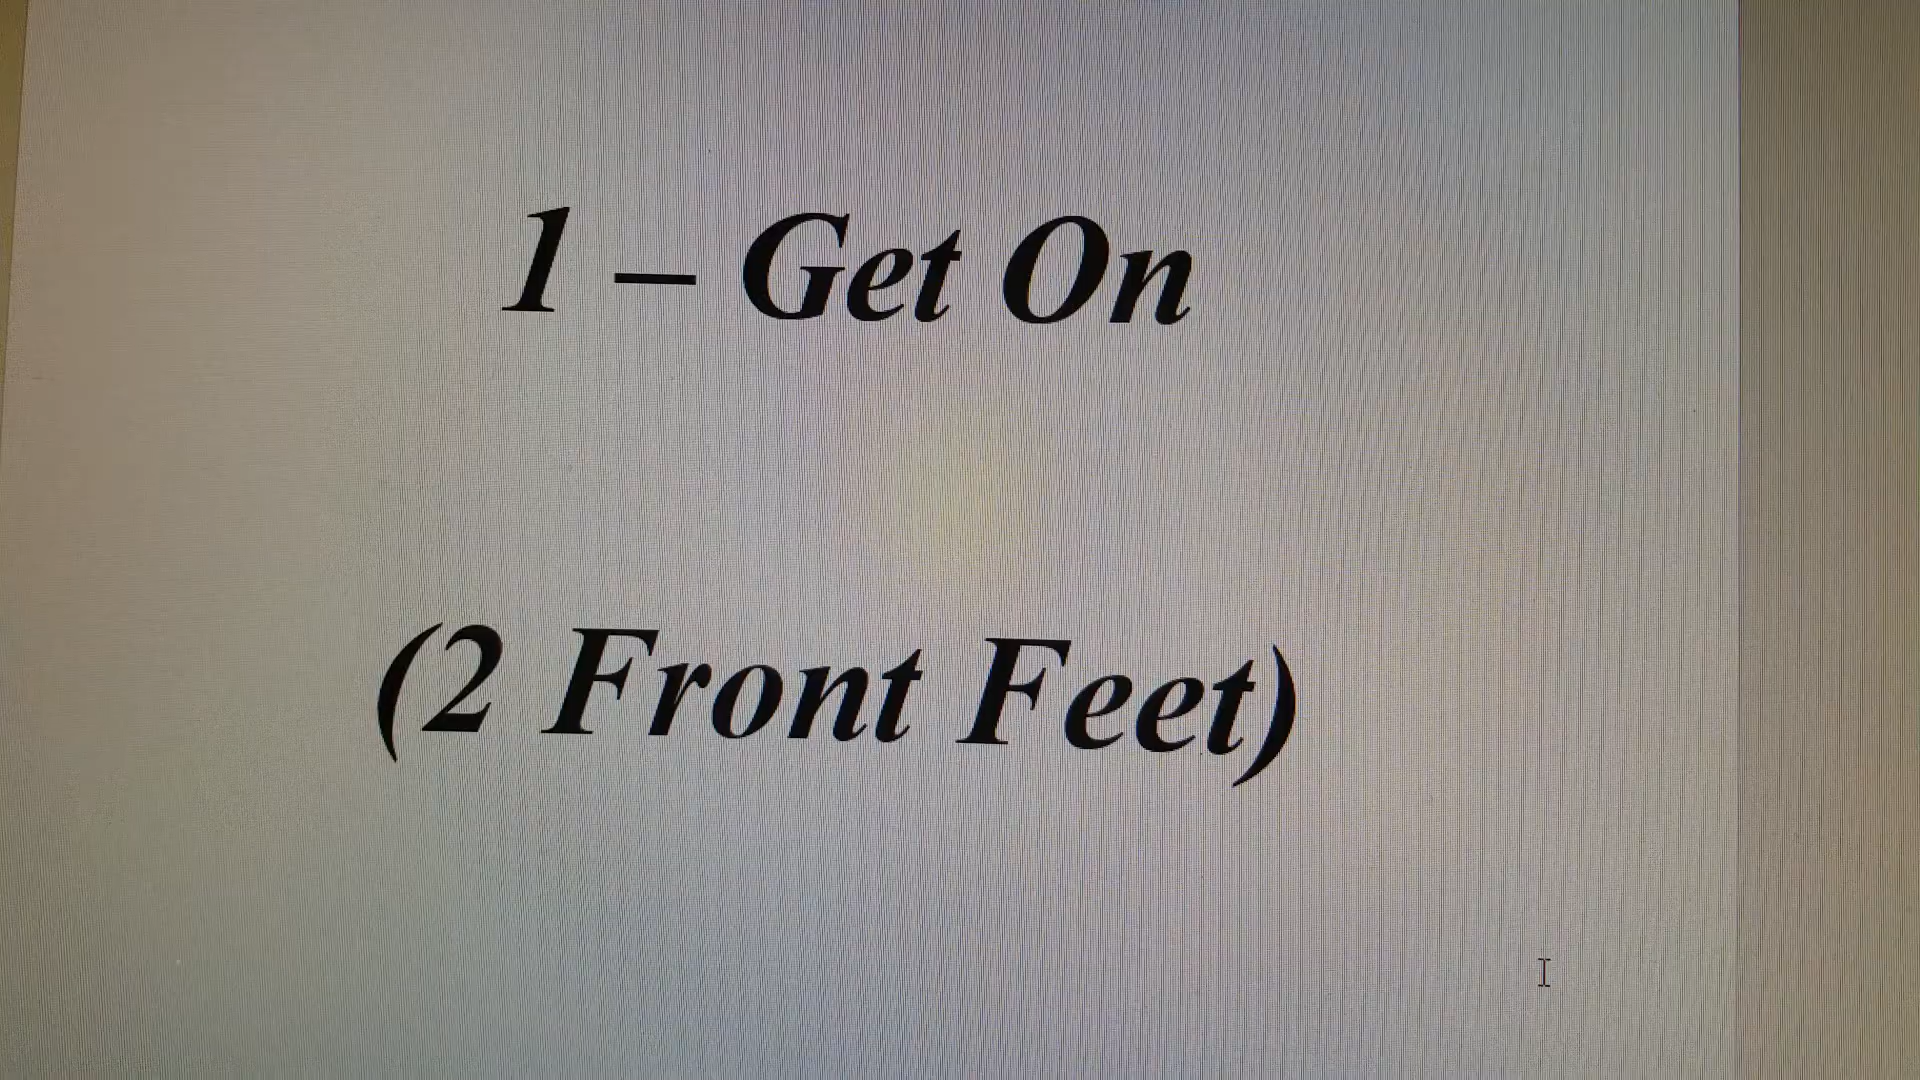 1 – Get On
(2 Front Feet)